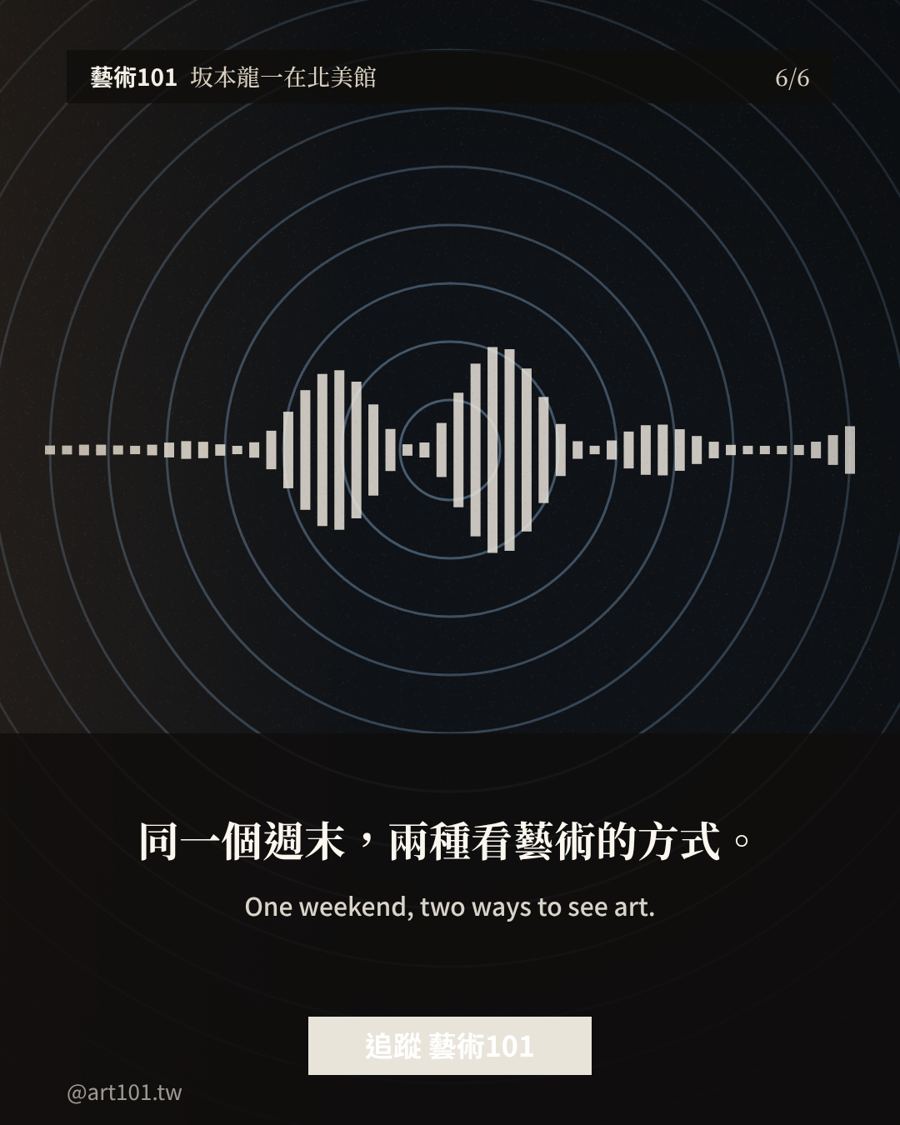 藝術101 坂本龍一在北美館 6/6
同一個週末，兩種看藝術的方式。
One weekend, two ways to see art.
追蹤 藝術101
@art101.tw